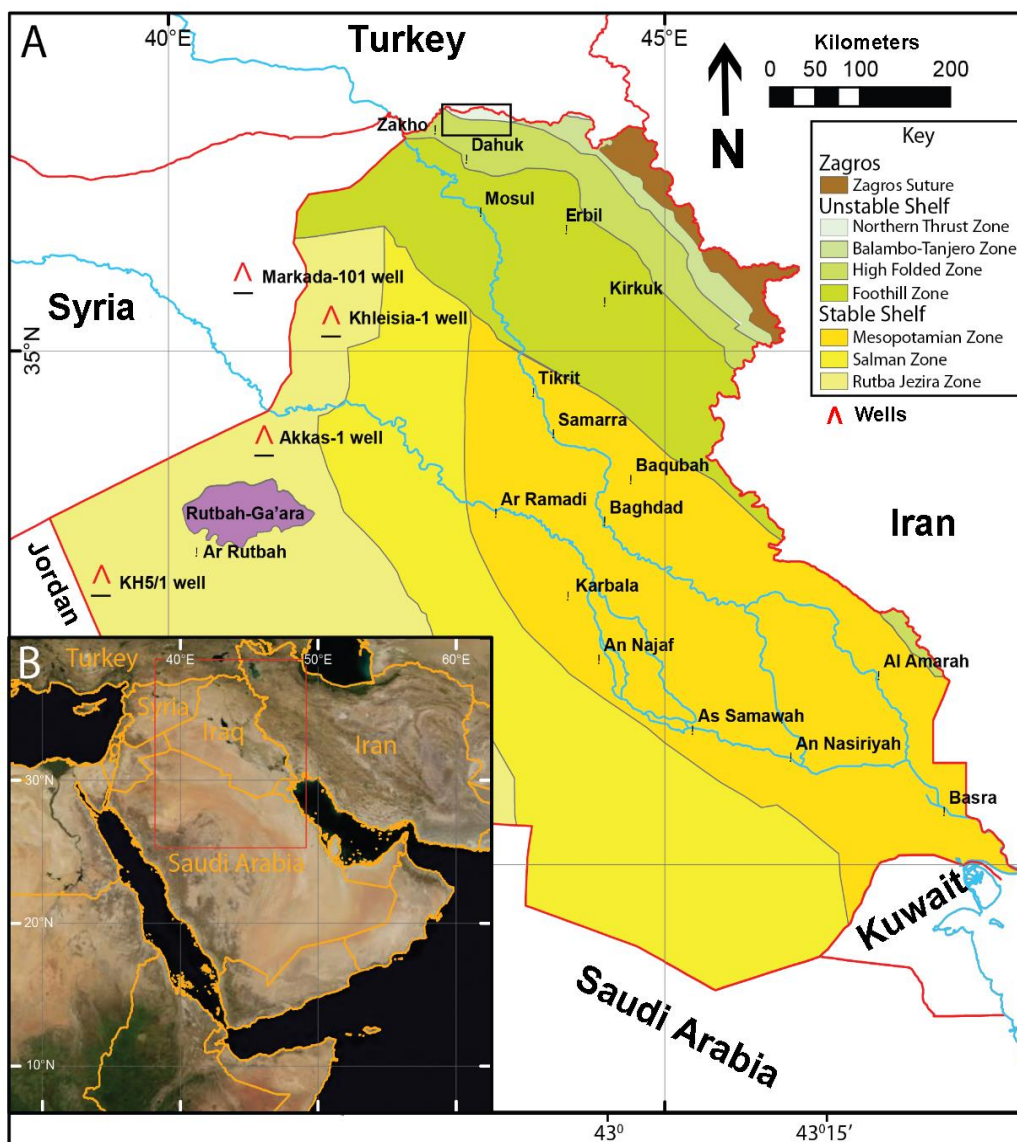 A
40°E
Turkey
45°E
Kilometers
0 50 100 200
N
Key
Zagros
Zagros Suture
Unstable Shelf
Northern Thrust Zone
Balambo-Tanjero Zone
High Folded Zone
Foothill Zone
Stable Shelf
Mesopotamian Zone
Salman Zone
Rutba Jezira Zone
Wells
Zakho
Dahuk
Mosul
Erbil
Kirkuk
Markada-101 well
Syria
Khleisia-1 well
35°N
Tikrit
Samarra
Akkas-1 well
Baqubah
Ar Ramadi
Baghdad
Rutbah-Ga'ara
Iran
Ar Rutbah
Jordan
KH5/1 well
Karbala
An Najaf
Al Amarah
As Samawah
An Nasiriyah
Basra
Kuwait
Saudi Arabia
B
Turkey
40°E
50°E
60°E
Syria
Iraq
Iran
30°N
Saudi Arabia
20°N
10°N
43⁰
43⁰15'